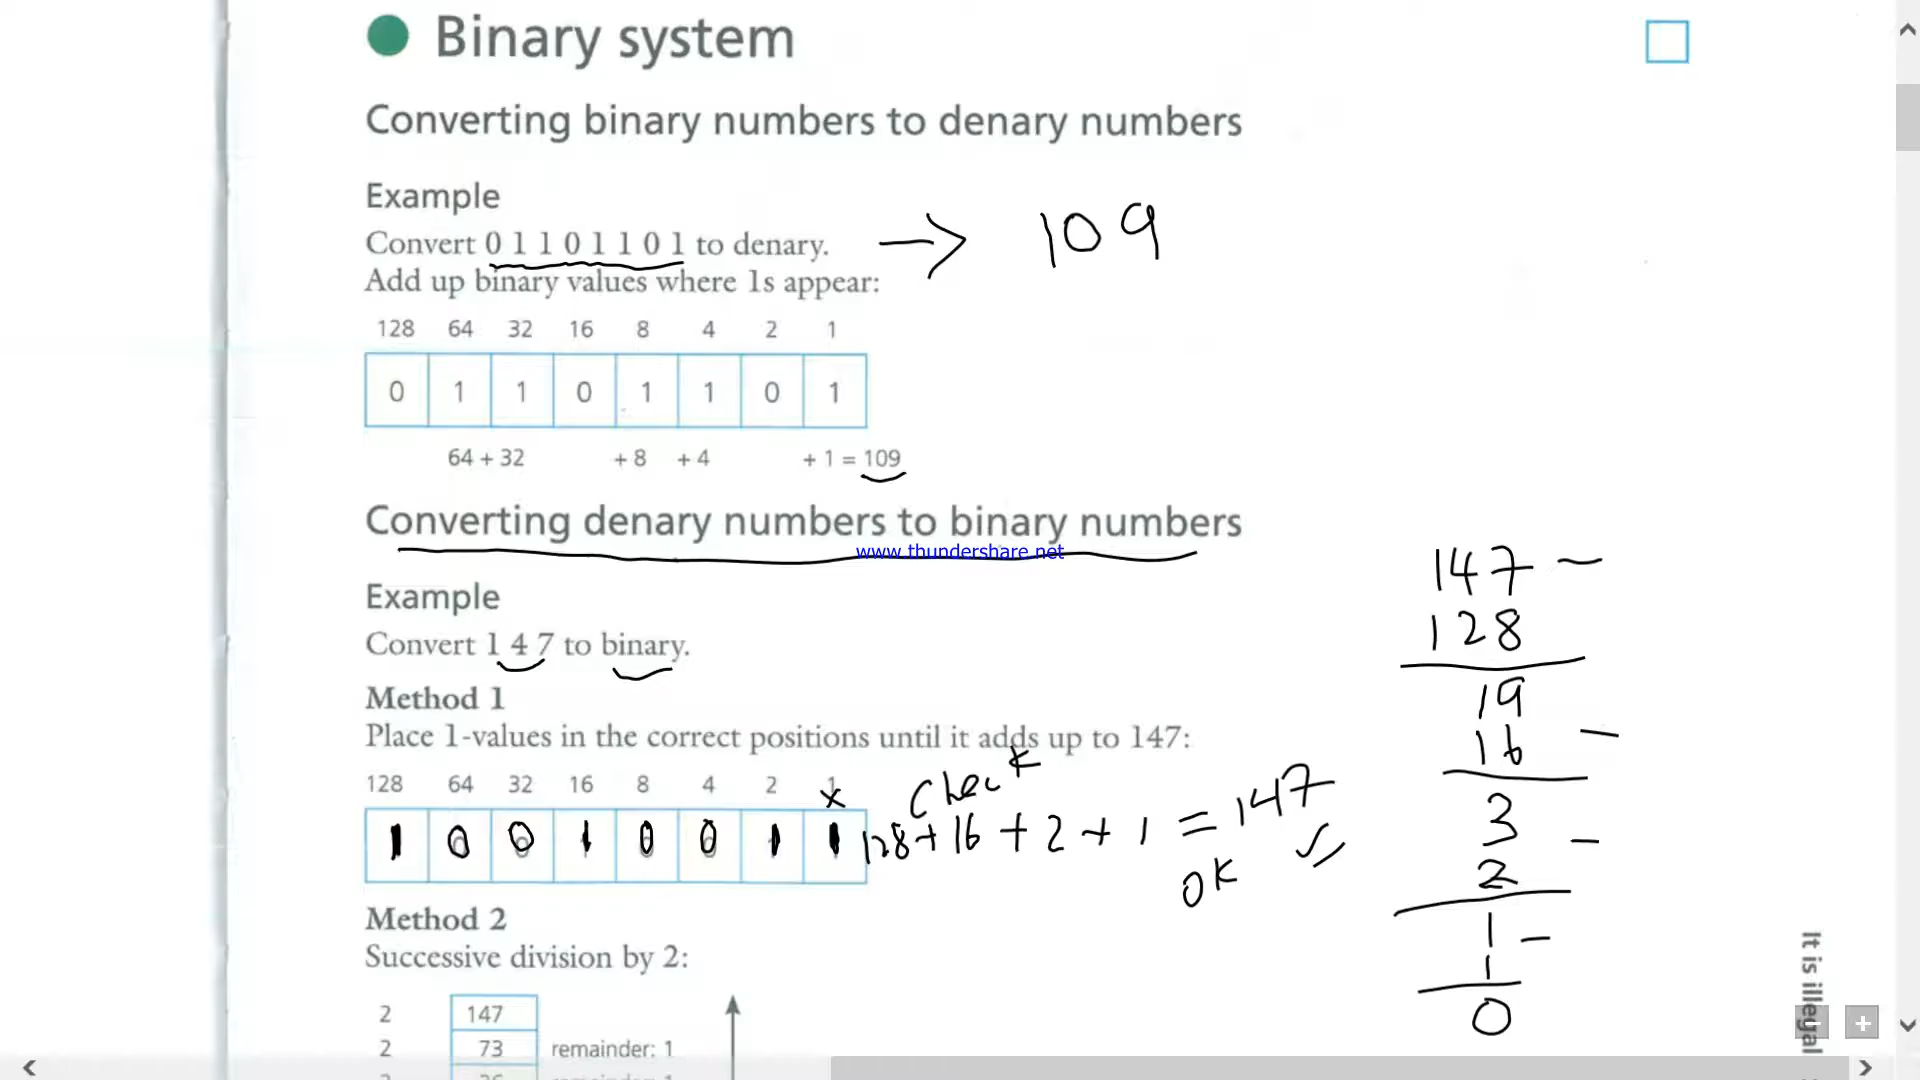 Binary system
Converting binary numbers to denary numbers
Example
Convert 0 1 1 0 1 1 0 1 to denary. → 109
Add up binary values where 1s appear:
128 64 32 16 8 4 2 1
0 1 1 0 1 1 0 1
64 + 32 + 8 + 4 + 1 = 109
Converting denary numbers to binary numbers
www.thundershare.net
Example
Convert 1 4 7 to binary.
Method 1
Place 1-values in the correct positions until it adds up to 147:
128 64 32 16 8 4 2 1
x
Check
1 0 0 1 0 0 1 1
128 + 16 + 2 + 1 = 147
OK
Method 2
Successive division by 2:
2 147
2 73 remainder: 1
147 –
128
19
16 –
3 –
2
1 –
1
0
It is illegal